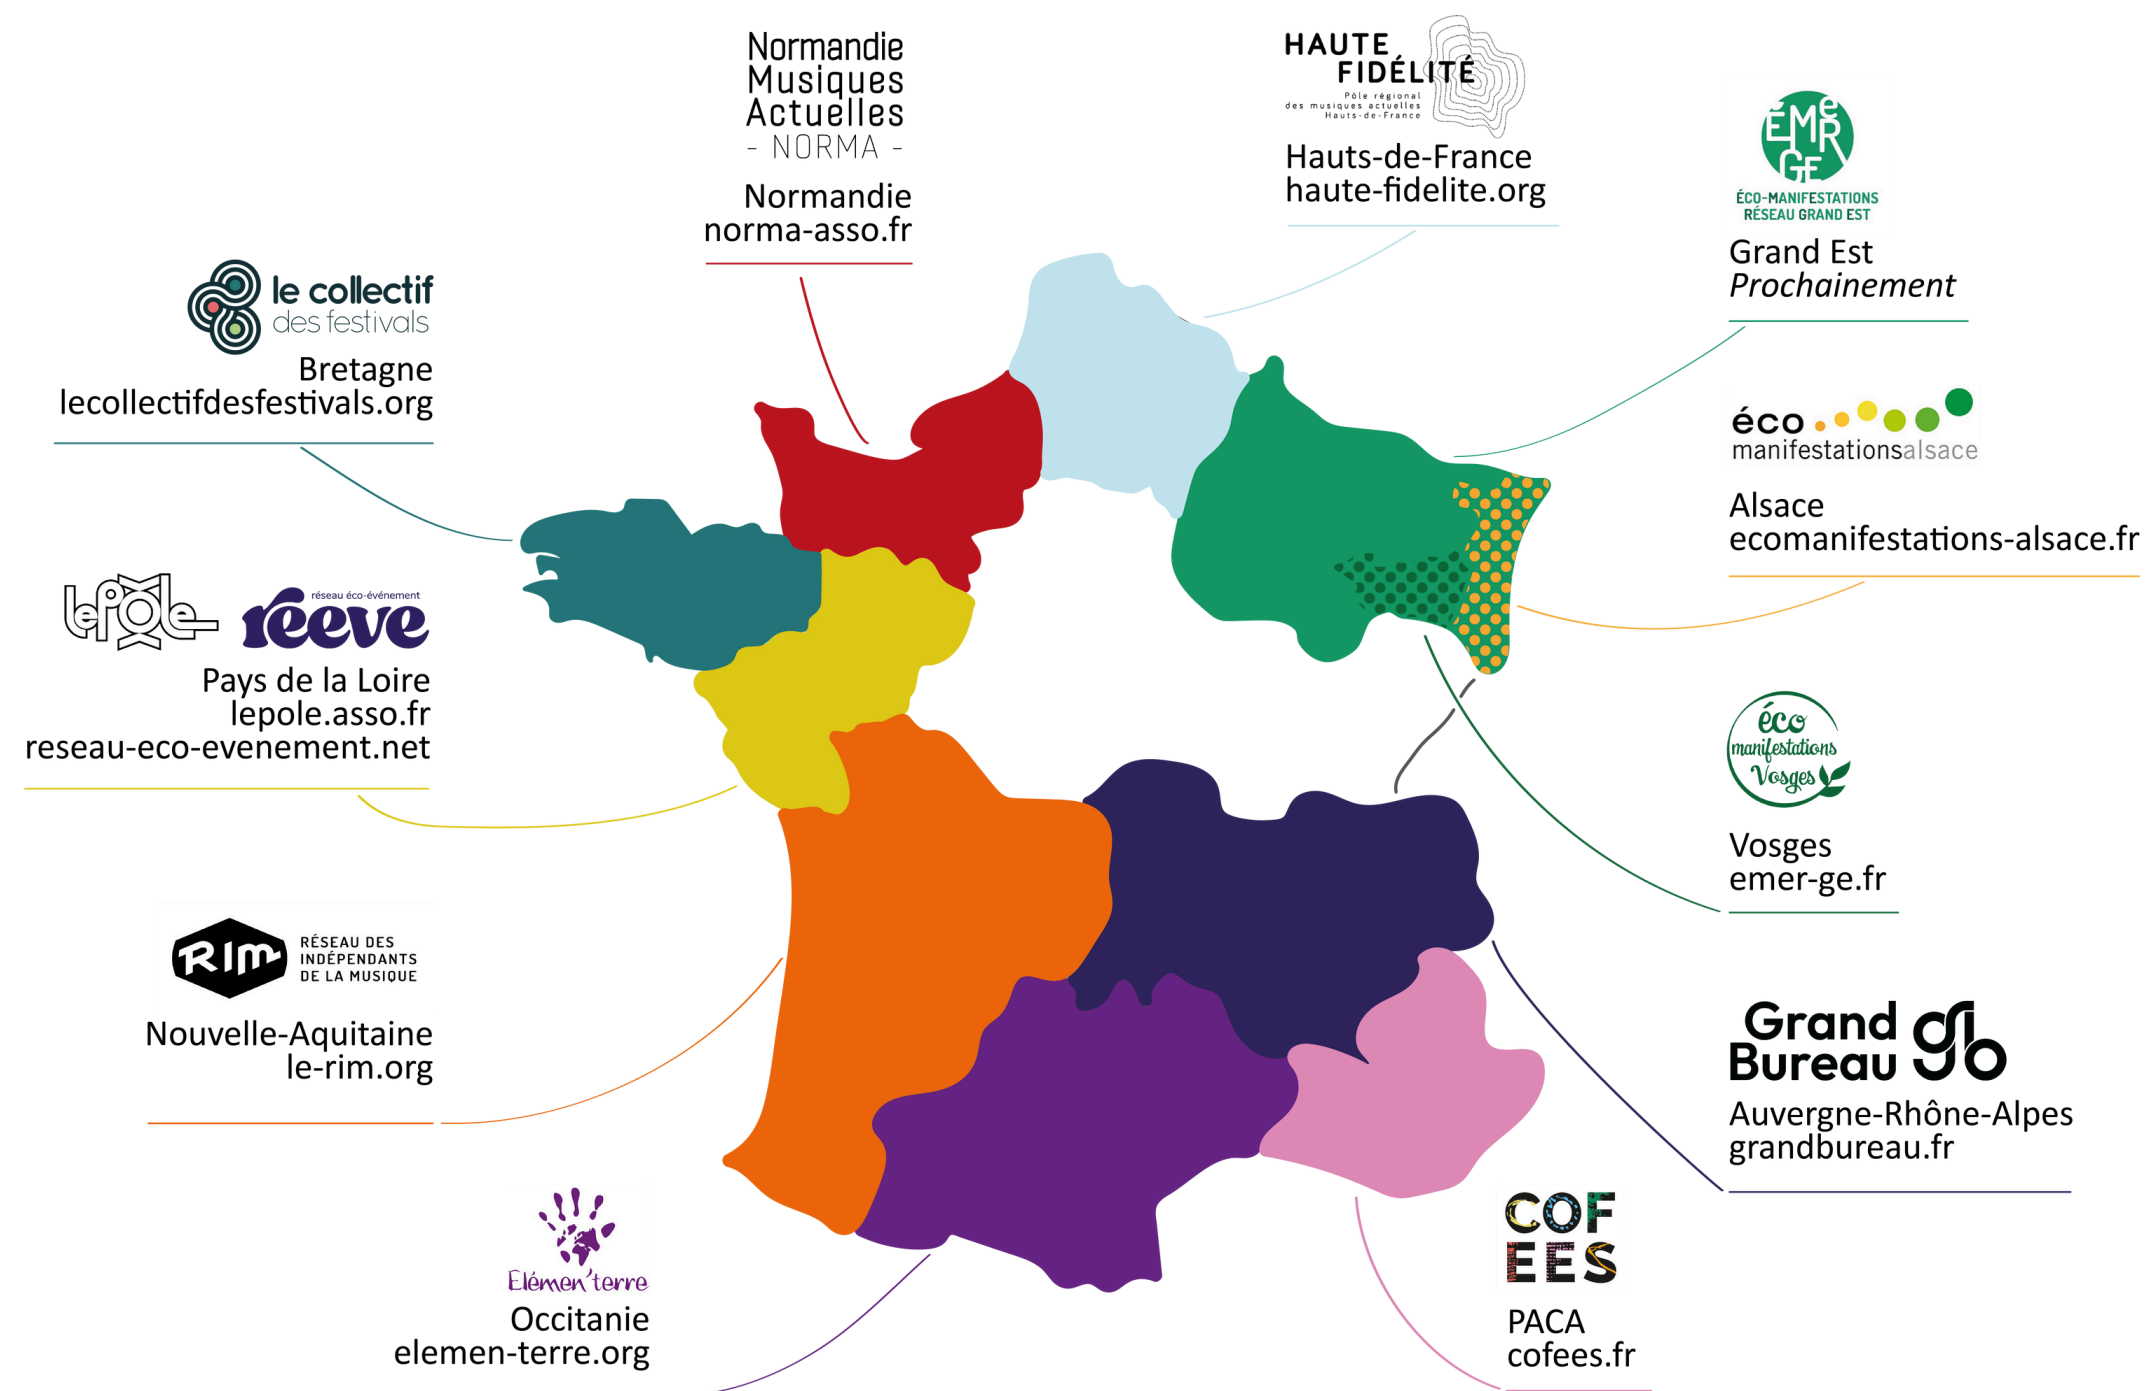 Normandie
Musiques
Actuelles
- NORMA -
Normandie
norma-asso.fr
HAUTE
FIDÉLITÉ
Pôle régional
des musiques actuelles
Hauts-de-France
Hauts-de-France
haute-fidelite.org
ÉMeRGE
ÉCO-MANIFESTATIONS
RÉSEAU GRAND EST
Grand Est
Prochainement
le collectif
des festivals
Bretagne
lecollectifdesfestivals.org
éco
manifestationsalsace
Alsace
ecomanifestations-alsace.fr
lePÔle
réseau éco-événement
reeve
Pays de la Loire
lepole.asso.fr
reseau-eco-evenement.net
éco
manifestations
Vosges
Vosges
emer-ge.fr
RIM
RÉSEAU DES
INDÉPENDANTS
DE LA MUSIQUE
Nouvelle-Aquitaine
le-rim.org
Grand
Bureau
gb
Auvergne-Rhône-Alpes
grandbureau.fr
Elémen'terre
Occitanie
elemen-terre.org
COF
EES
PACA
cofees.fr